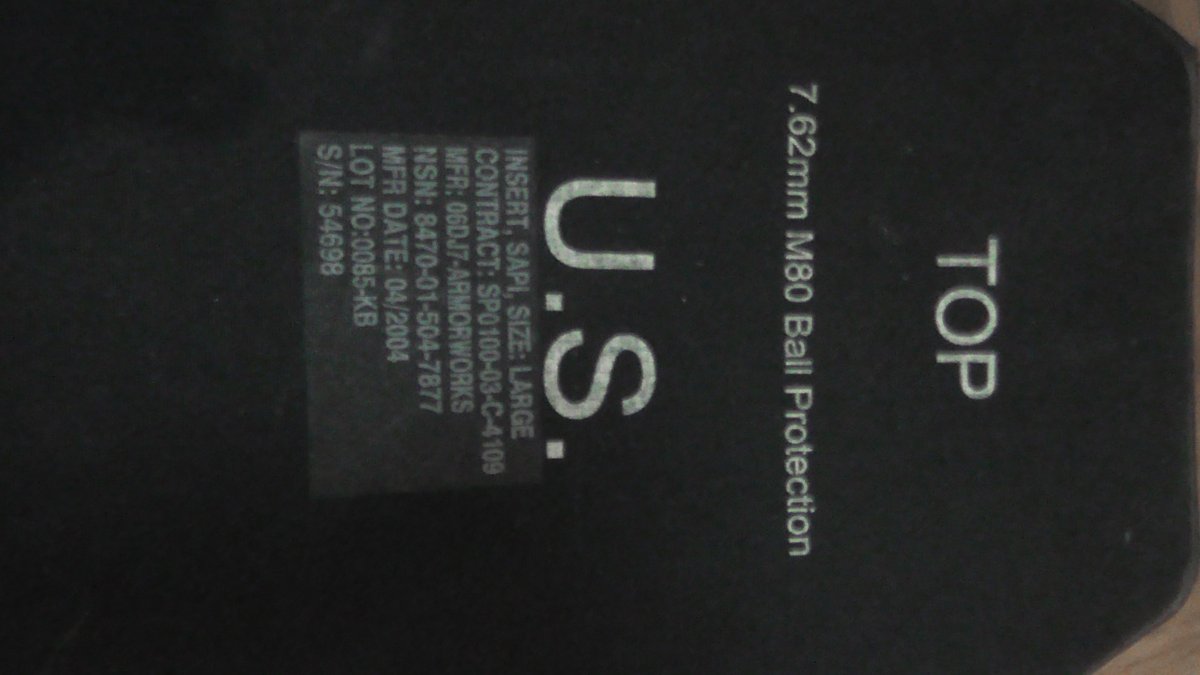 TOP
7.62mm M80 Ball Protection
U.S.
INSERT, SAPI, SIZE: LARGE
CONTRACT: SP0100-03-C-4109
MFR: 06DJ7-ARMORWORKS
NSN: 8470-01-504-7877
MFR DATE: 04/2004
LOT NO:0085-KB
S/N: 54698